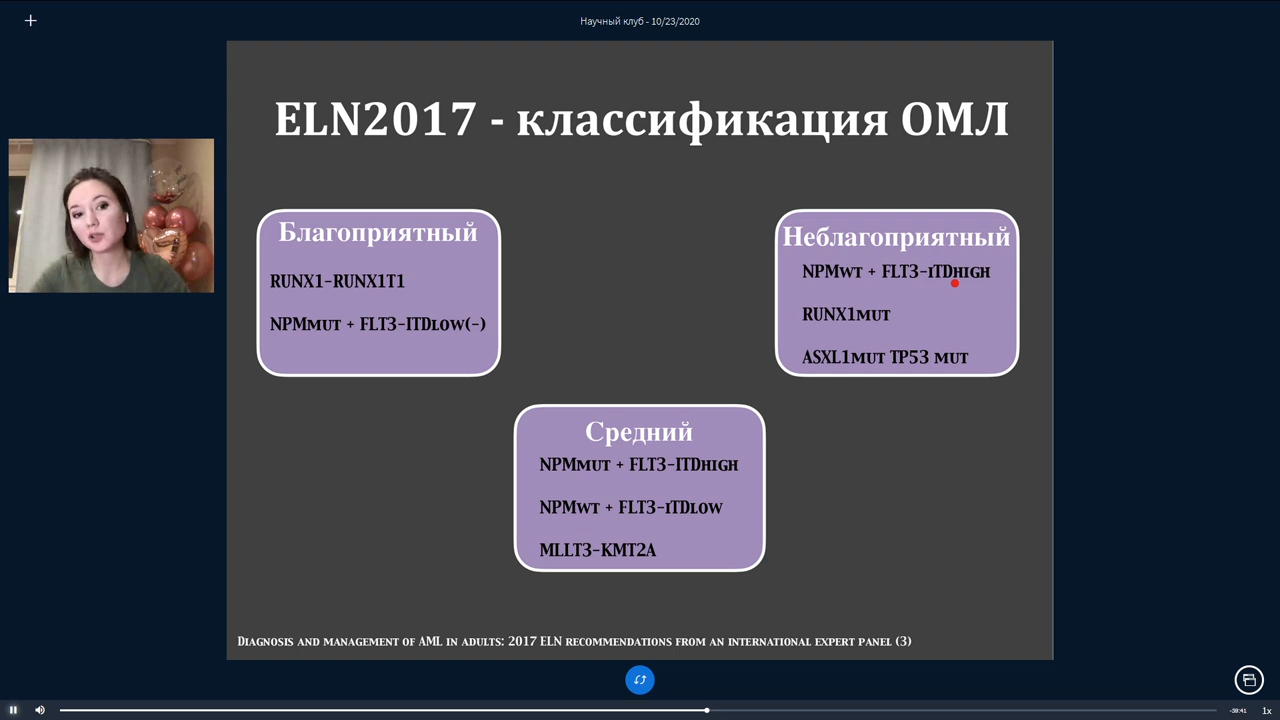 Научный клуб - 10/23/2020
ELN2017 - классификация ОМЛ
Благоприятный
RUNX1-RUNX1T1
NPMmut + FLT3-ITDlow(-)
Неблагоприятный
NPMwt + FLT3-iTDhigh
RUNX1mut
ASXL1mut TP53 mut
Средний
NPMmut + FLT3-ITDhigh
NPMwt + FLT3-iTDlow
MLLT3-KMT2A
Diagnosis and management of AML in adults: 2017 ELN recommendations from an international expert panel (3)
-39:41
1x